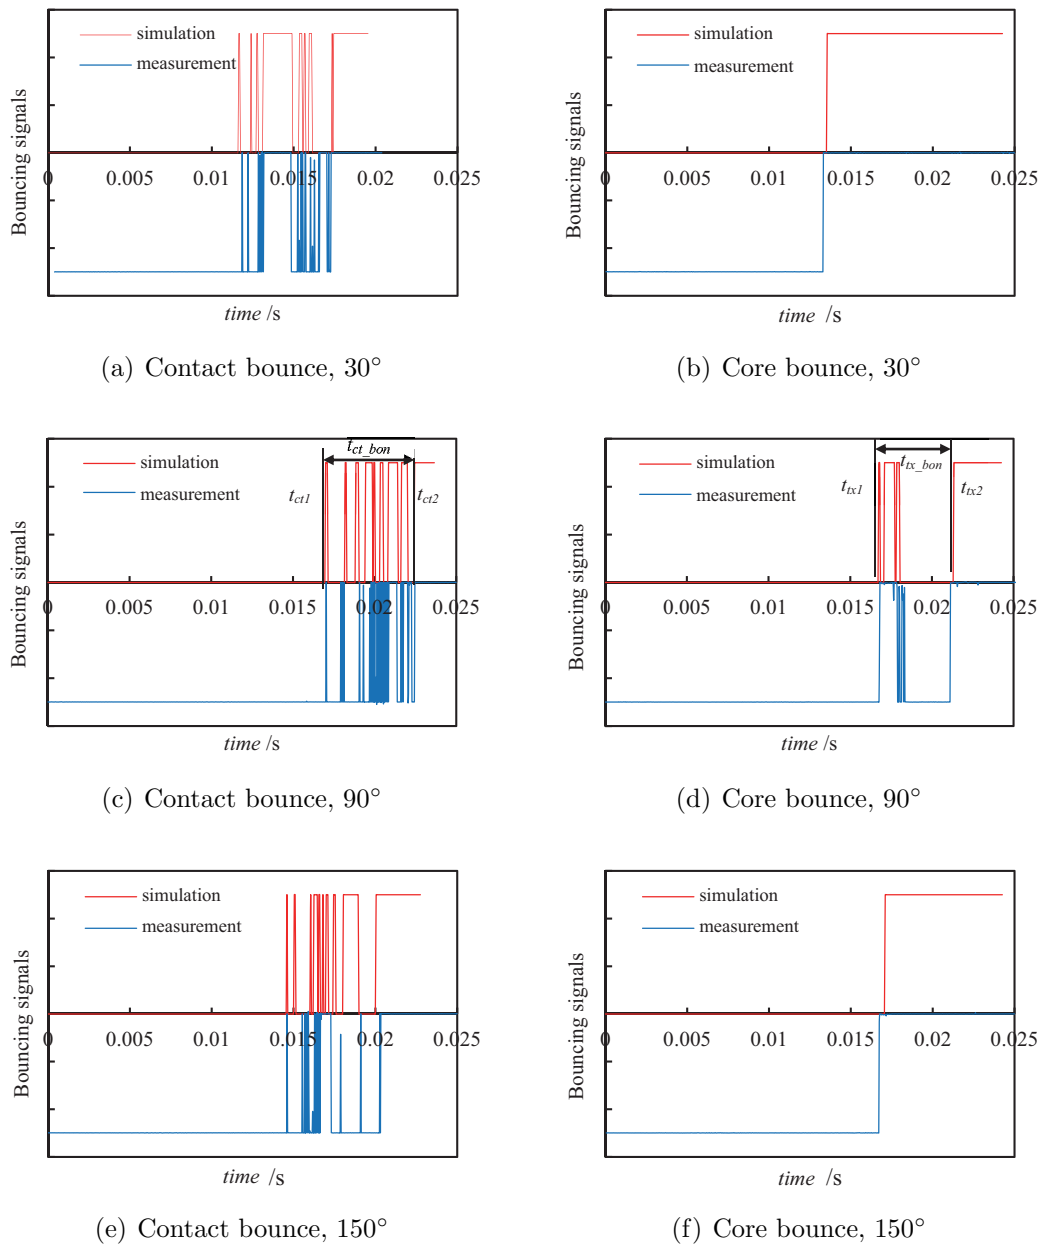 simulation
measurement
Bouncing signals
0 0.005 0.01 0.015 0.02 0.025
time /s
(a) Contact bounce, 30°
simulation
measurement
Bouncing signals
0 0.005 0.01 0.015 0.02 0.025
time /s
(b) Core bounce, 30°
t_ct_bon
simulation
measurement
t_ct1
t_ct2
Bouncing signals
0 0.005 0.01 0.015 0.02 0.025
time /s
(c) Contact bounce, 90°
simulation
measurement
t_tx_bon
t_tx1
t_tx2
Bouncing signals
0 0.005 0.01 0.015 0.02 0.025
time /s
(d) Core bounce, 90°
simulation
measurement
Bouncing signals
0 0.005 0.01 0.015 0.02 0.025
time /s
(e) Contact bounce, 150°
simulation
measurement
Bouncing signals
0 0.005 0.01 0.015 0.02 0.025
time /s
(f) Core bounce, 150°